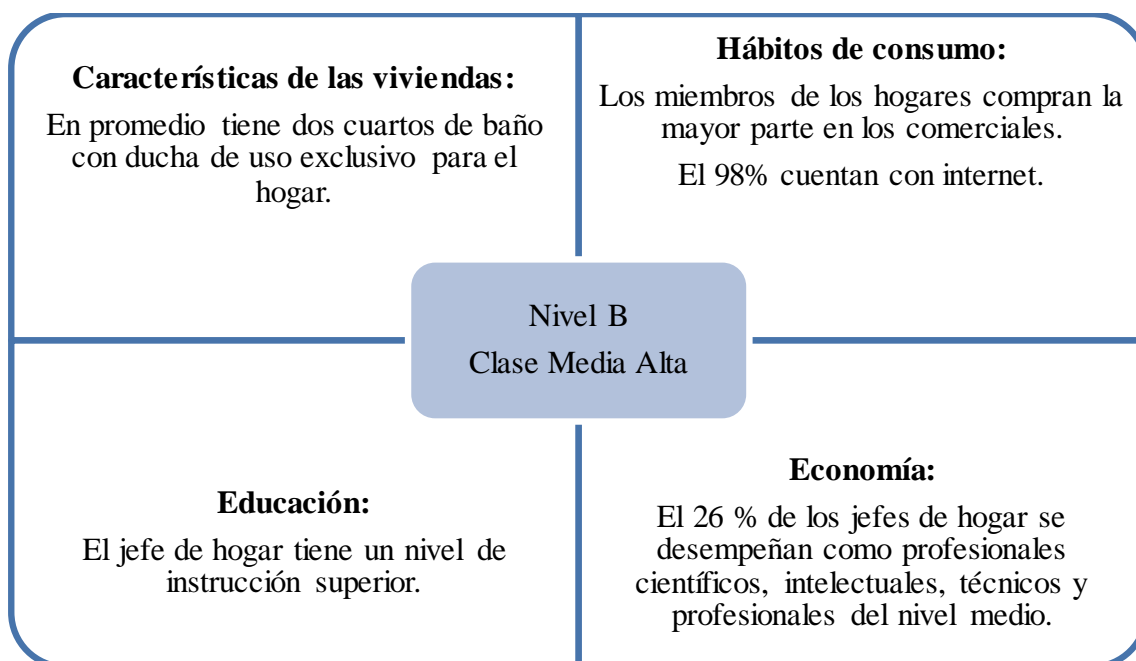 Características de las viviendas:
En promedio tiene dos cuartos de baño
con ducha de uso exclusivo para el
hogar.
Hábitos de consumo:
Los miembros de los hogares compran la
mayor parte en los comerciales.
El 98% cuentan con internet.
Nivel B
Clase Media Alta
Educación:
El jefe de hogar tiene un nivel de
instrucción superior.
Economía:
El 26 % de los jefes de hogar se
desempeñan como profesionales
científicos, intelectuales, técnicos y
profesionales del nivel medio.